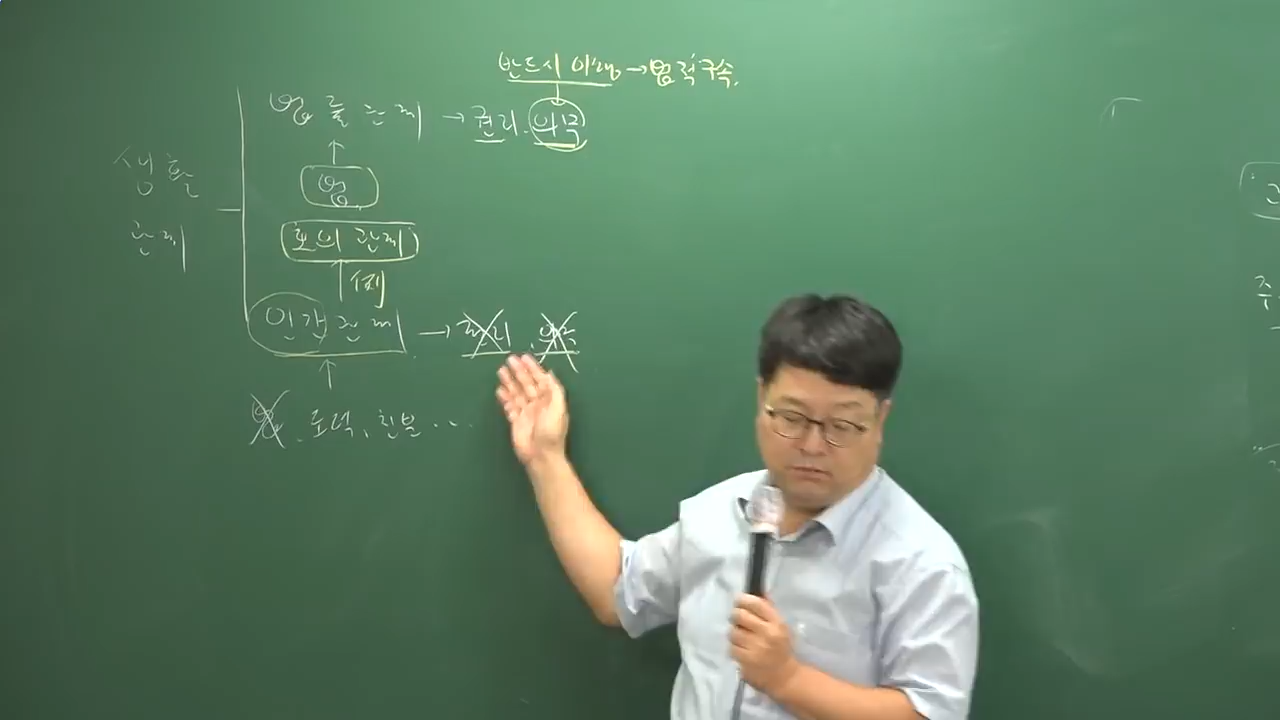 반드시 이행 → 법적구속.
법률관계 → 권리. 의무
생활
관계
법
호의관계
인간관계 → 권리. 의무
법. 도덕, 친분...
주